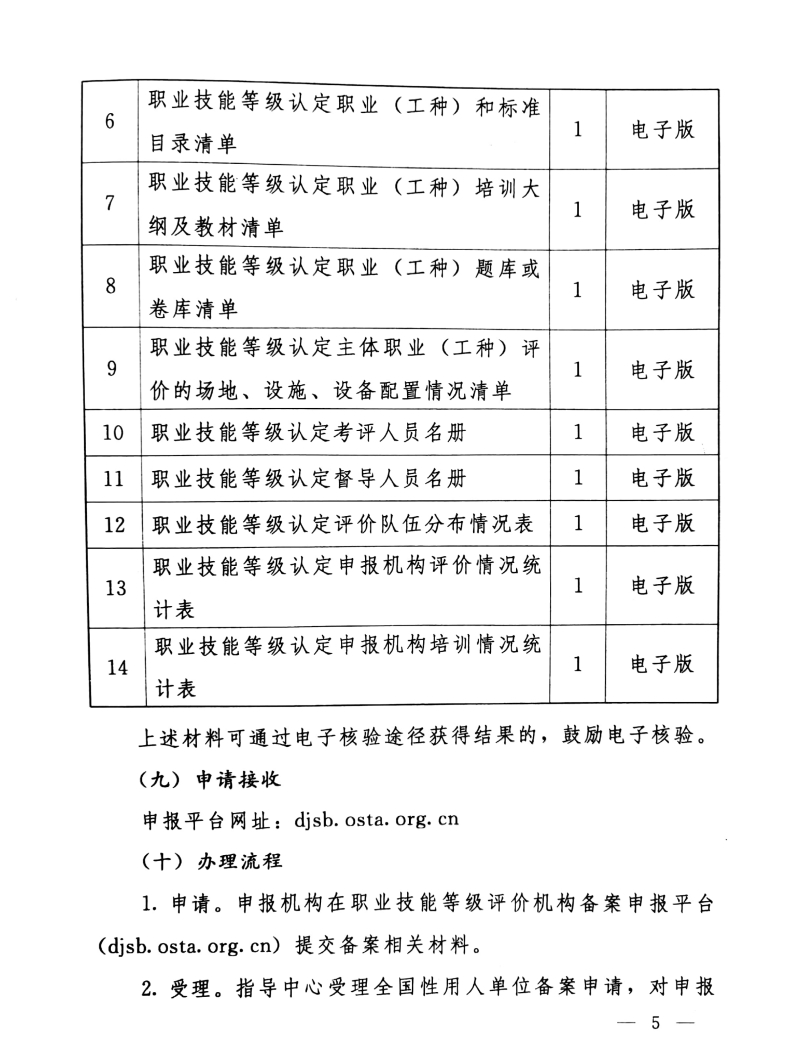 6
职业技能等级认定职业（工种）和标准
目录清单
1
电子版
7
职业技能等级认定职业（工种）培训大
纲及教材清单
1
电子版
8
职业技能等级认定职业（工种）题库或
卷库清单
1
电子版
9
职业技能等级认定主体职业（工种）评
价的场地、设施、设备配置情况清单
1
电子版
10 职业技能等级认定考评人员名册 1 电子版
11 职业技能等级认定督导人员名册 1 电子版
12 职业技能等级认定评价队伍分布情况表 1 电子版
13
职业技能等级认定申报机构评价情况统
计表
1
电子版
14
职业技能等级认定申报机构培训情况统
计表
1
电子版
上述材料可通过电子核验途径获得结果的，鼓励电子核验。
（九）申请接收
申报平台网址：djsb.osta.org.cn
（十）办理流程
1. 申请。申报机构在职业技能等级评价机构备案申报平台
（djsb.osta.org.cn）提交备案相关材料。
2. 受理。指导中心受理全国性用人单位备案申请，对申报
— 5 —